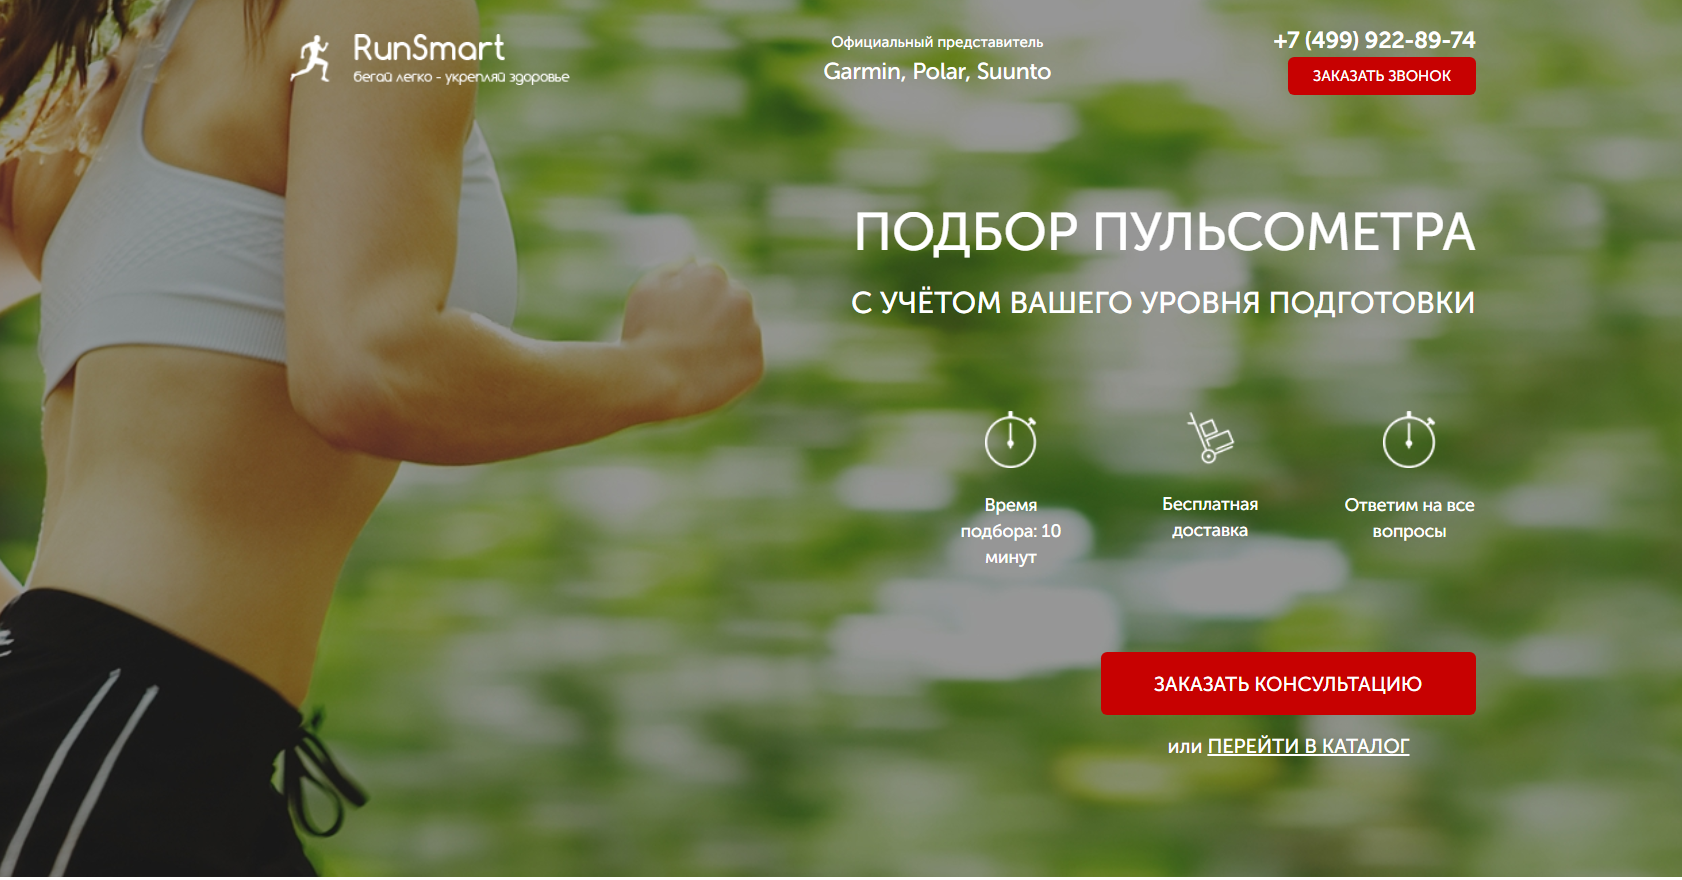 RunSmart
бегай легко - укрепляй здоровье
Официальный представитель
Garmin, Polar, Suunto
+7 (499) 922-89-74
ЗАКАЗАТЬ ЗВОНОК
ПОДБОР ПУЛЬСОМЕТРА
С УЧЁТОМ ВАШЕГО УРОВНЯ ПОДГОТОВКИ
Время
подбора: 10
минут
Бесплатная
доставка
Ответим на все
вопросы
ЗАКАЗАТЬ КОНСУЛЬТАЦИЮ
или ПЕРЕЙТИ В КАТАЛОГ